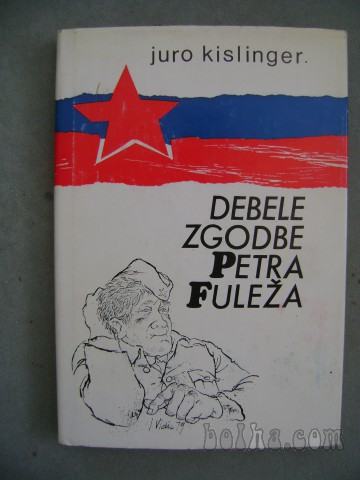 juro kislinger.
DEBELE
ZGODBE
PETRA
FULEŽA
bolha.com